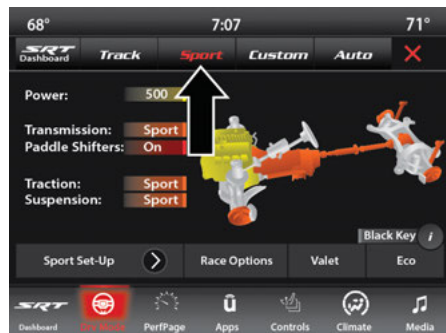 68° 7:07 71°
SRT Dashboard Track Sport Custom Auto X
Power: 500
Transmission: Sport
Paddle Shifters: On
Traction: Sport
Suspension: Sport
Black Key i
Sport Set-Up > Race Options Valet Eco
SRT Dashboard PerfPage Apps Controls Climate Media